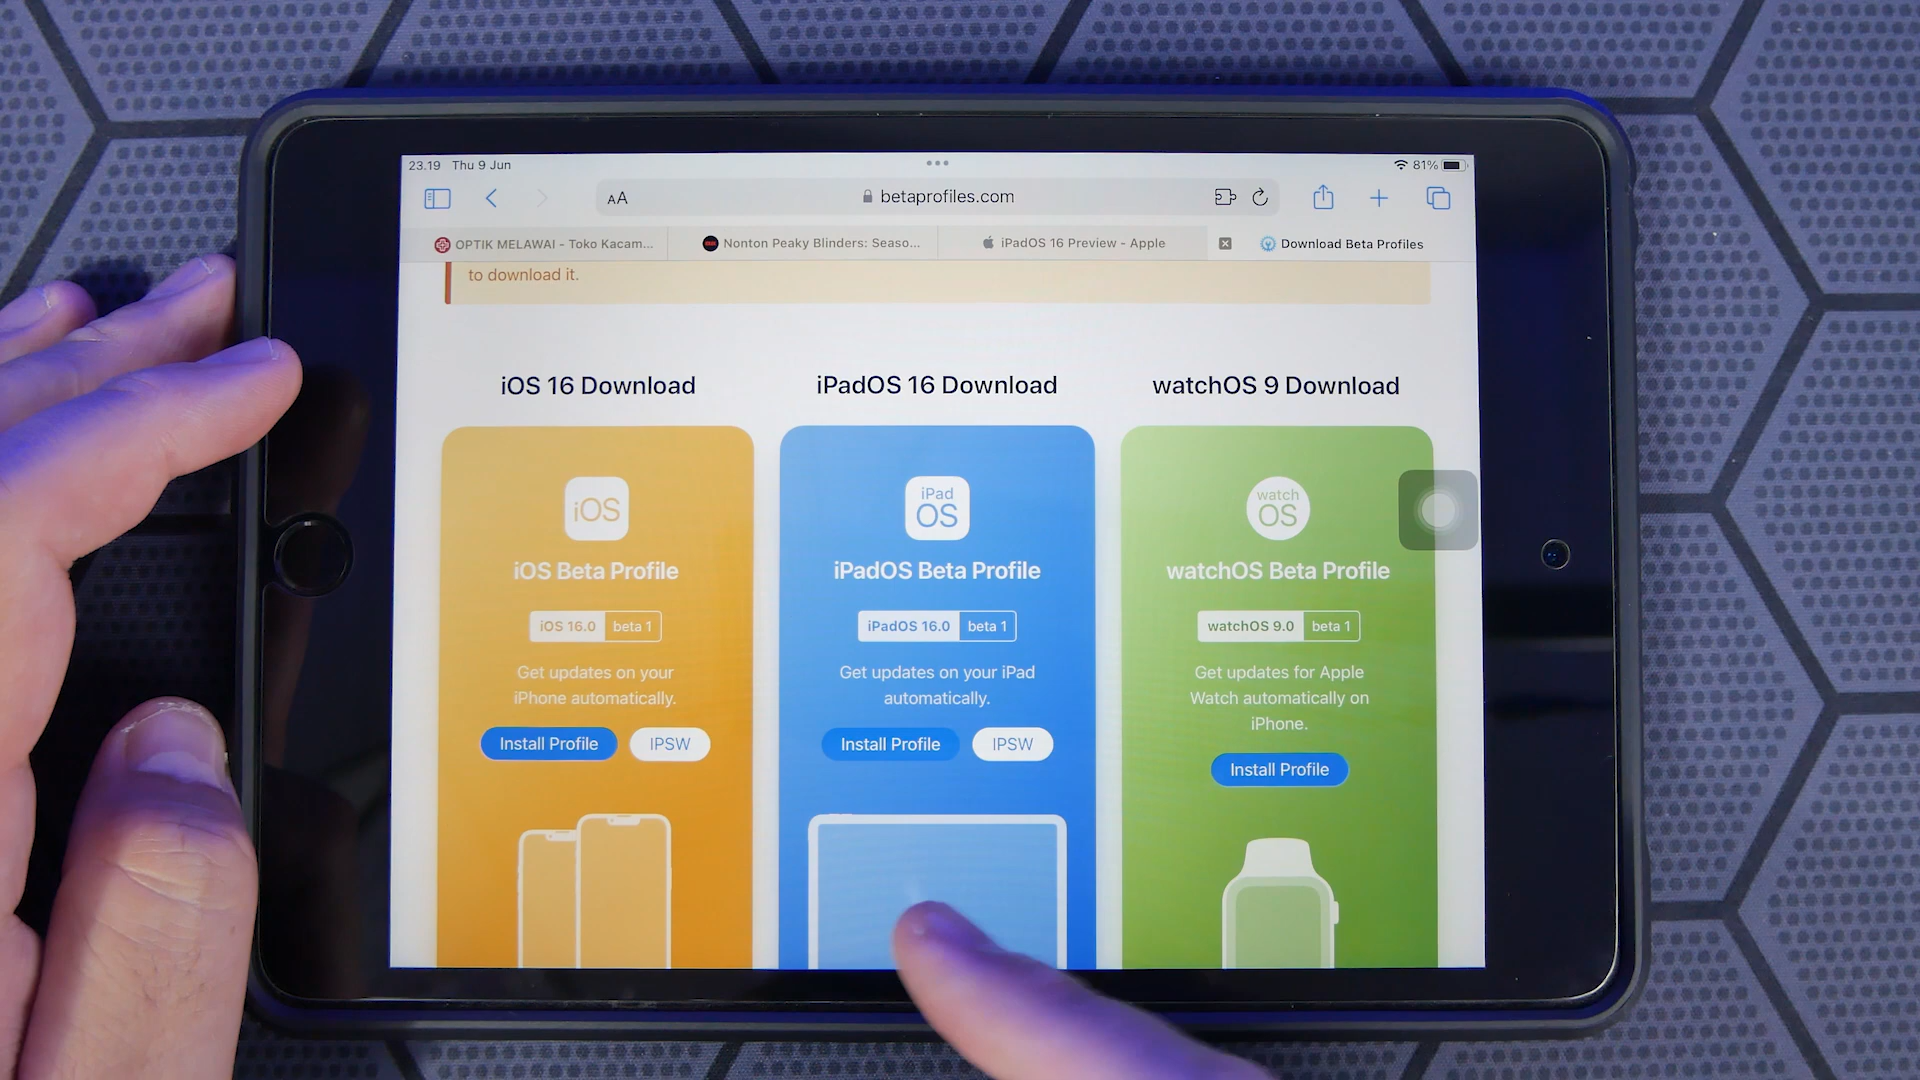 23.19 Thu 9 Jun
81%
AA
betaprofiles.com
OPTIK MELAWAI - Toko Kacam...
Nonton Peaky Blinders: Seaso...
iPadOS 16 Preview - Apple
Download Beta Profiles
to download it.
iOS 16 Download
iPadOS 16 Download
watchOS 9 Download
iOS
iOS Beta Profile
iOS 16.0 beta 1
Get updates on your
iPhone automatically.
Install Profile IPSW
iPad
OS
iPadOS Beta Profile
iPadOS 16.0 beta 1
Get updates on your iPad
automatically.
Install Profile IPSW
watch
OS
watchOS Beta Profile
watchOS 9.0 beta 1
Get updates for Apple
Watch automatically on
iPhone.
Install Profile